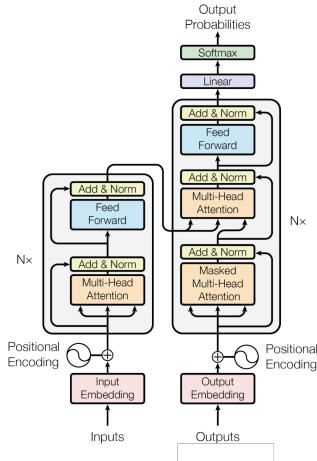 Output
Probabilities
Softmax
Linear
Add & Norm
Feed
Forward
Add & Norm
Multi-Head
Attention
Add & Norm
Masked
Multi-Head
Attention
Nx
Add & Norm
Feed
Forward
Add & Norm
Multi-Head
Attention
Nx
Positional
Encoding
Positional
Encoding
Input
Embedding
Output
Embedding
Inputs
Outputs